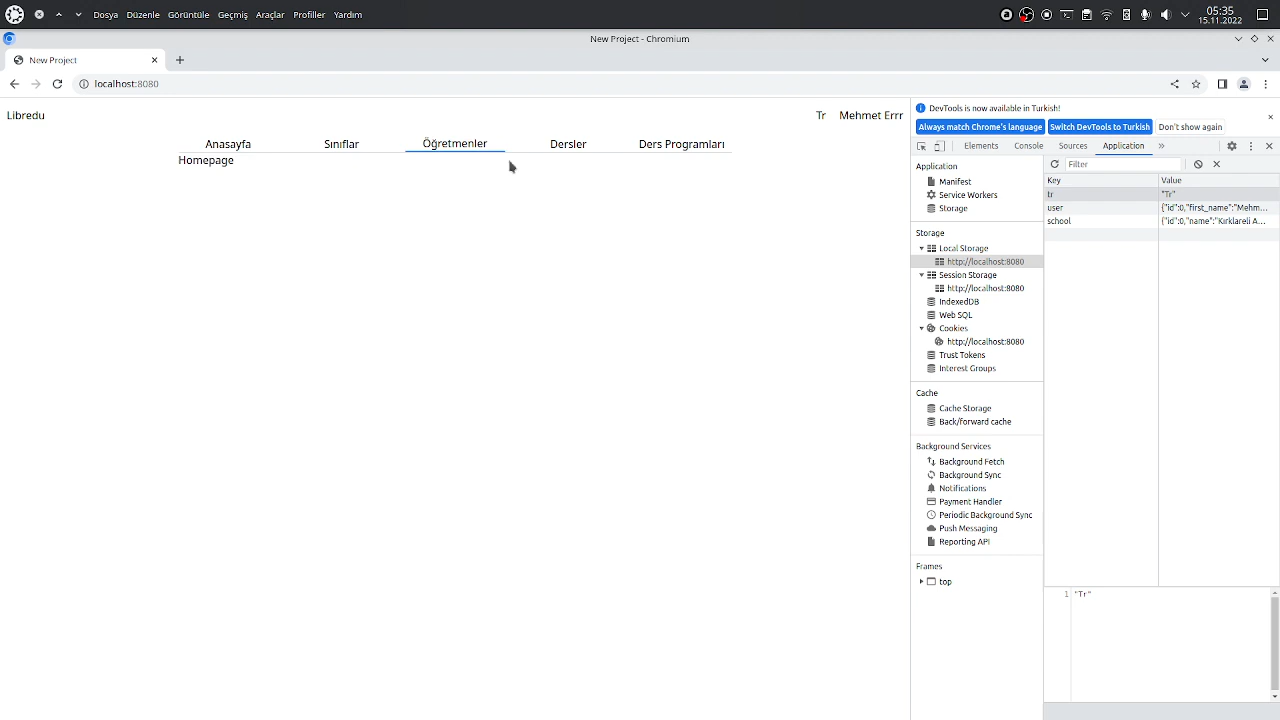 Dosya Düzenle Görüntüle Geçmiş Araçlar Profiller Yardım
05:35
15.11.2022
New Project - Chromium
New Project
localhost:8080
Libredu
Tr Mehmet Errr
Anasayfa Sınıflar Öğretmenler Dersler Ders Programları
Homepage
DevTools is now available in Turkish!
Always match Chrome's language Switch DevTools to Turkish Don't show again
Elements Console Sources Application
Application
Manifest
Service Workers
Storage
Storage
Local Storage
http://localhost:8080
Session Storage
http://localhost:8080
IndexedDB
Web SQL
Cookies
http://localhost:8080
Trust Tokens
Interest Groups
Cache
Cache Storage
Back/forward cache
Background Services
Background Fetch
Background Sync
Notifications
Payment Handler
Periodic Background Sync
Push Messaging
Reporting API
Frames
top
Filter
Key Value
tr "Tr"
user {"id":0,"first_name":"Mehm...
school {"id":0,"name":"Kırklareli A...
1 "Tr"